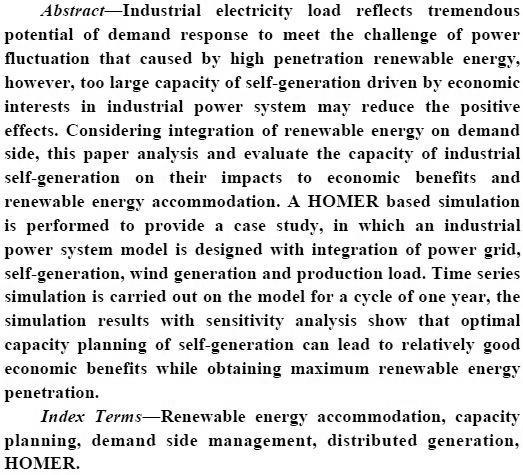 Abstract—Industrial electricity load reflects tremendous
potential of demand response to meet the challenge of power
fluctuation that caused by high penetration renewable energy,
however, too large capacity of self-generation driven by economic
interests in industrial power system may reduce the positive
effects. Considering integration of renewable energy on demand
side, this paper analysis and evaluate the capacity of industrial
self-generation on their impacts to economic benefits and
renewable energy accommodation. A HOMER based simulation
is performed to provide a case study, in which an industrial
power system model is designed with integration of power grid,
self-generation, wind generation and production load. Time series
simulation is carried out on the model for a cycle of one year, the
simulation results with sensitivity analysis show that optimal
capacity planning of self-generation can lead to relatively good
economic benefits while obtaining maximum renewable energy
penetration.
Index Terms—Renewable energy accommodation, capacity
planning, demand side management, distributed generation,
HOMER.